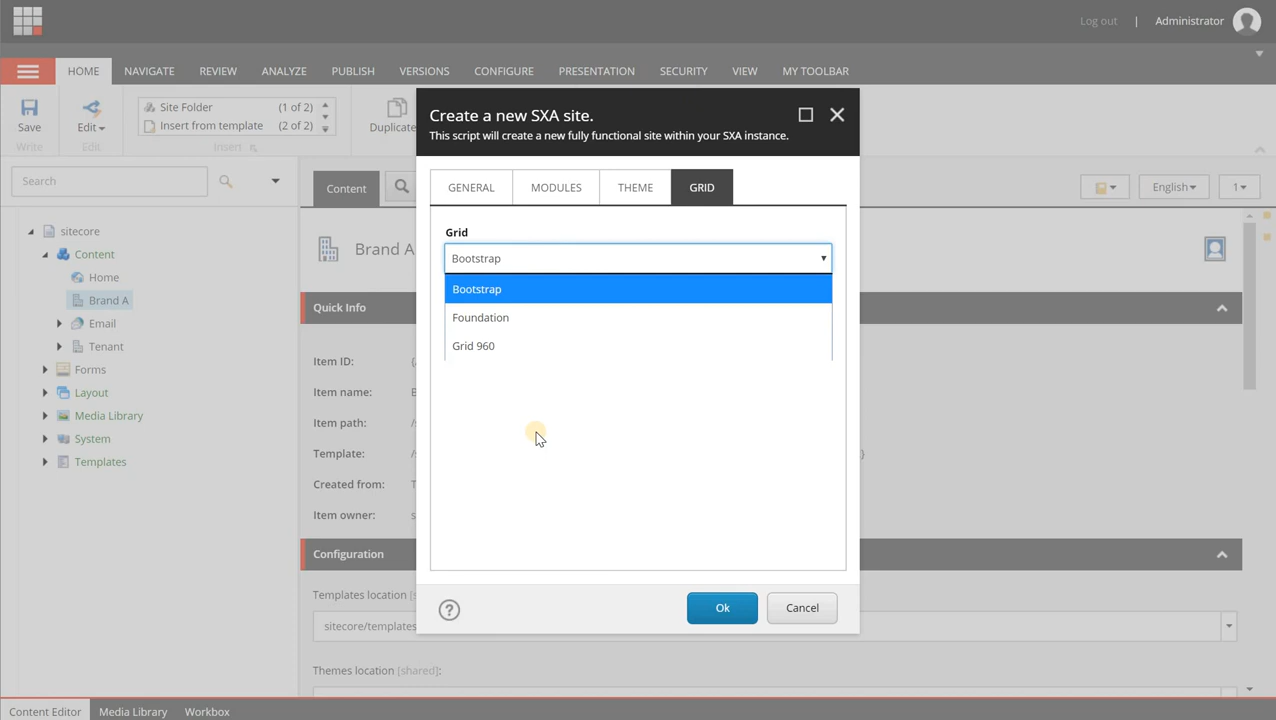 Log out | Administrator
HOME NAVIGATE REVIEW ANALYZE PUBLISH VERSIONS CONFIGURE PRESENTATION SECURITY VIEW MY TOOLBAR
Save
Write
Edit
Edit
Site Folder (1 of 2)
Insert from template (2 of 2)
Insert
Duplicate
Search
sitecore
Content
Home
Brand A
Email
Tenant
Forms
Layout
Media Library
System
Templates
Content
English
1
Brand A
Quick Info
Item ID:
Item name:
Item path:
Template:
Created from:
Item owner:
Configuration
Templates location
sitecore/templates
Themes location [shared]:
Create a new SXA site.
This script will create a new fully functional site within your SXA instance.
GENERAL MODULES THEME GRID
Grid
Bootstrap
Bootstrap
Foundation
Grid 960
? Ok Cancel
Content Editor Media Library Workbox